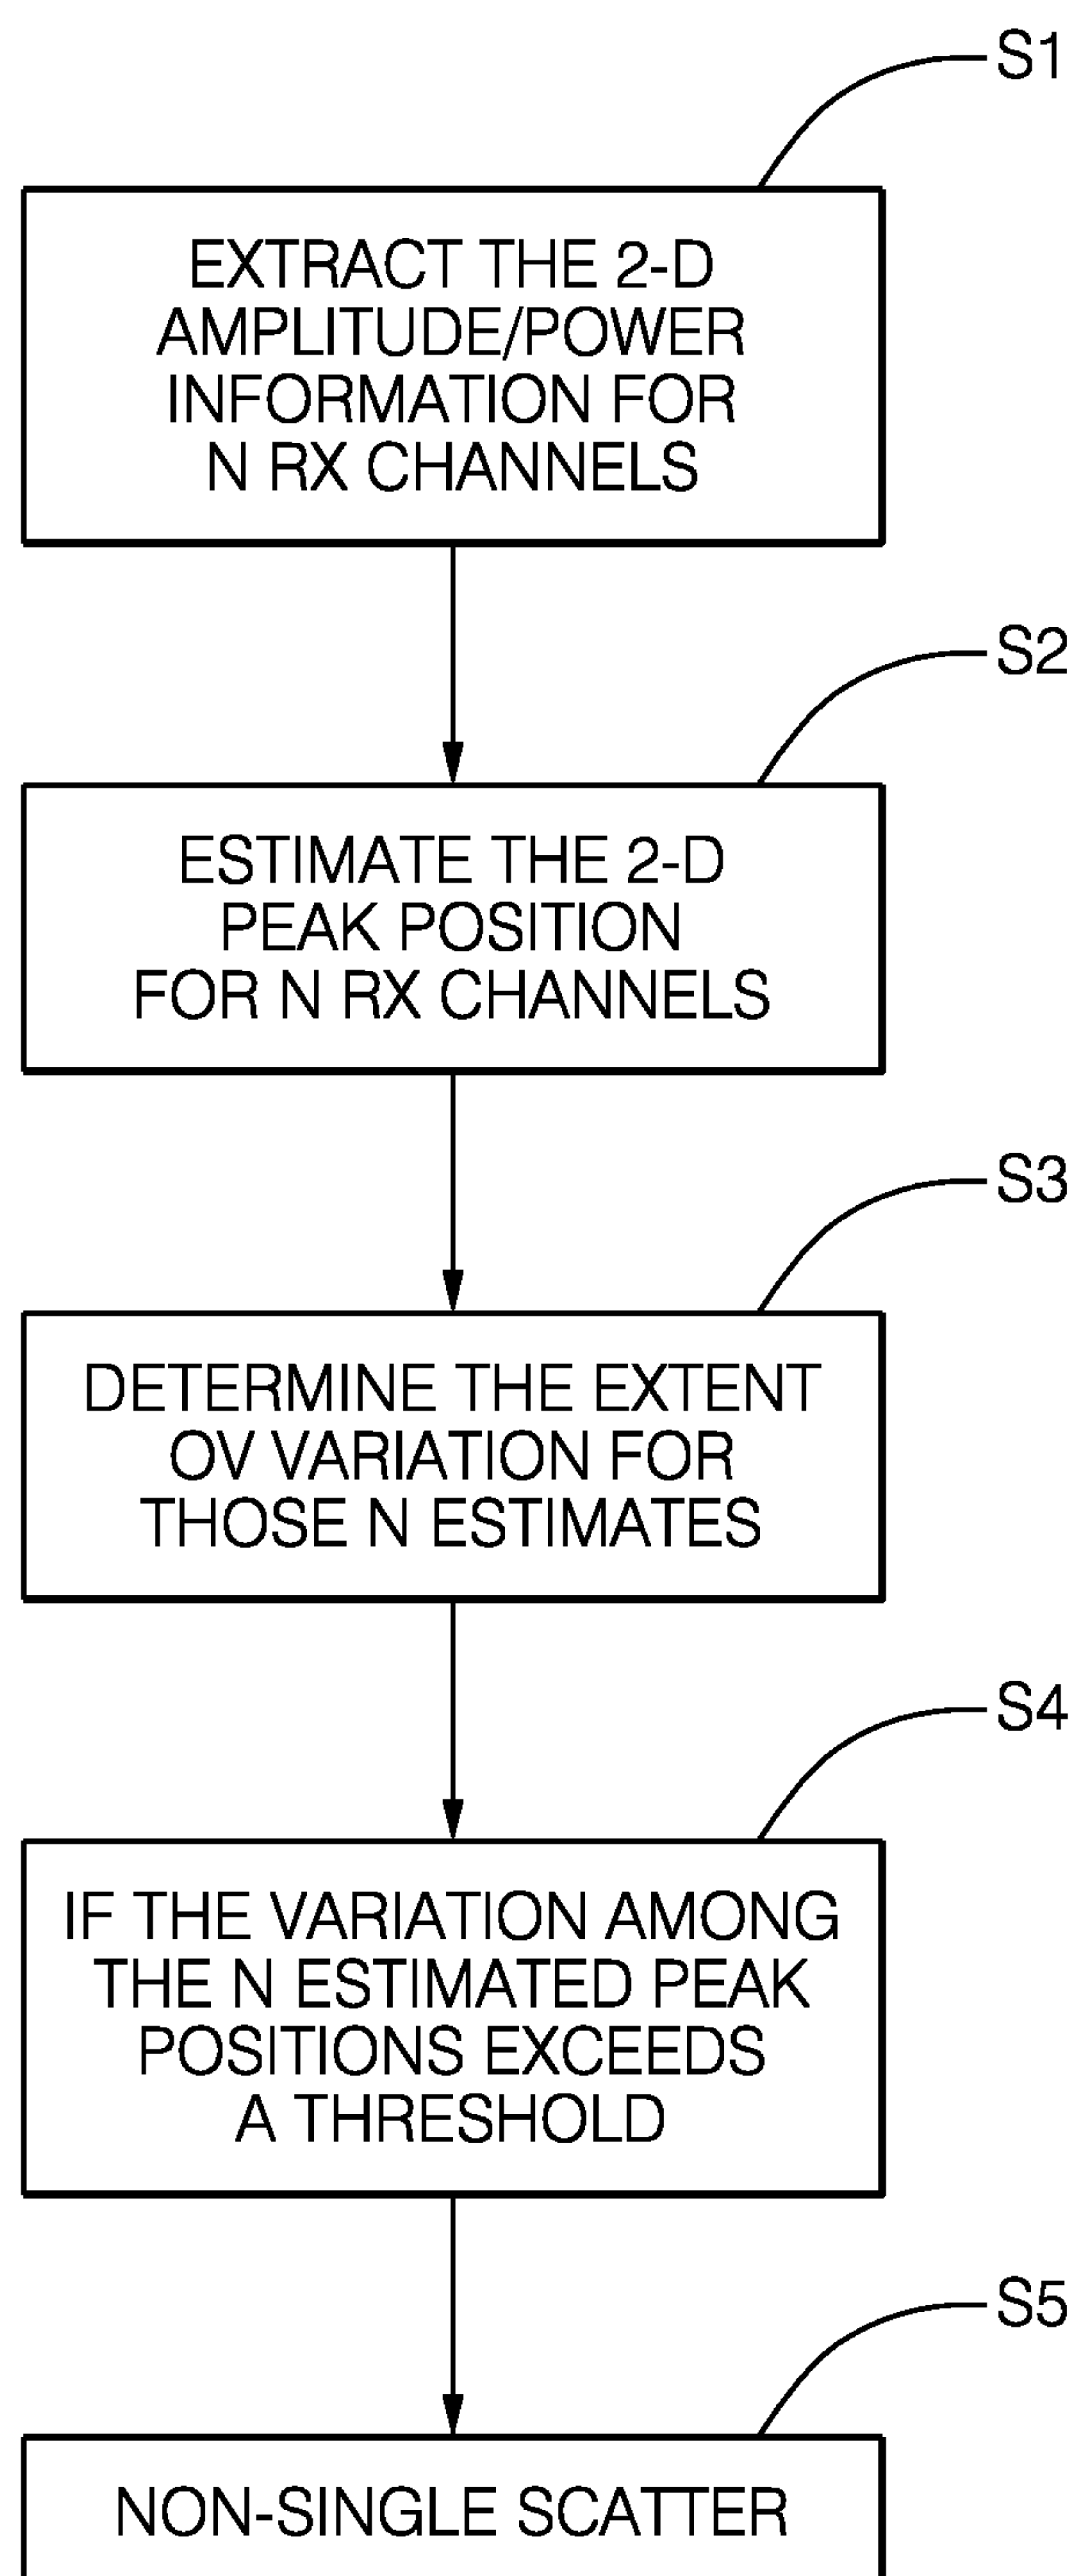 S1
EXTRACT THE 2-D
AMPLITUDE/POWER
INFORMATION FOR
N RX CHANNELS
S2
ESTIMATE THE 2-D
PEAK POSITION
FOR N RX CHANNELS
S3
DETERMINE THE EXTENT
OV VARIATION FOR
THOSE N ESTIMATES
S4
IF THE VARIATION AMONG
THE N ESTIMATED PEAK
POSITIONS EXCEEDS
A THRESHOLD
S5
NON-SINGLE SCATTER